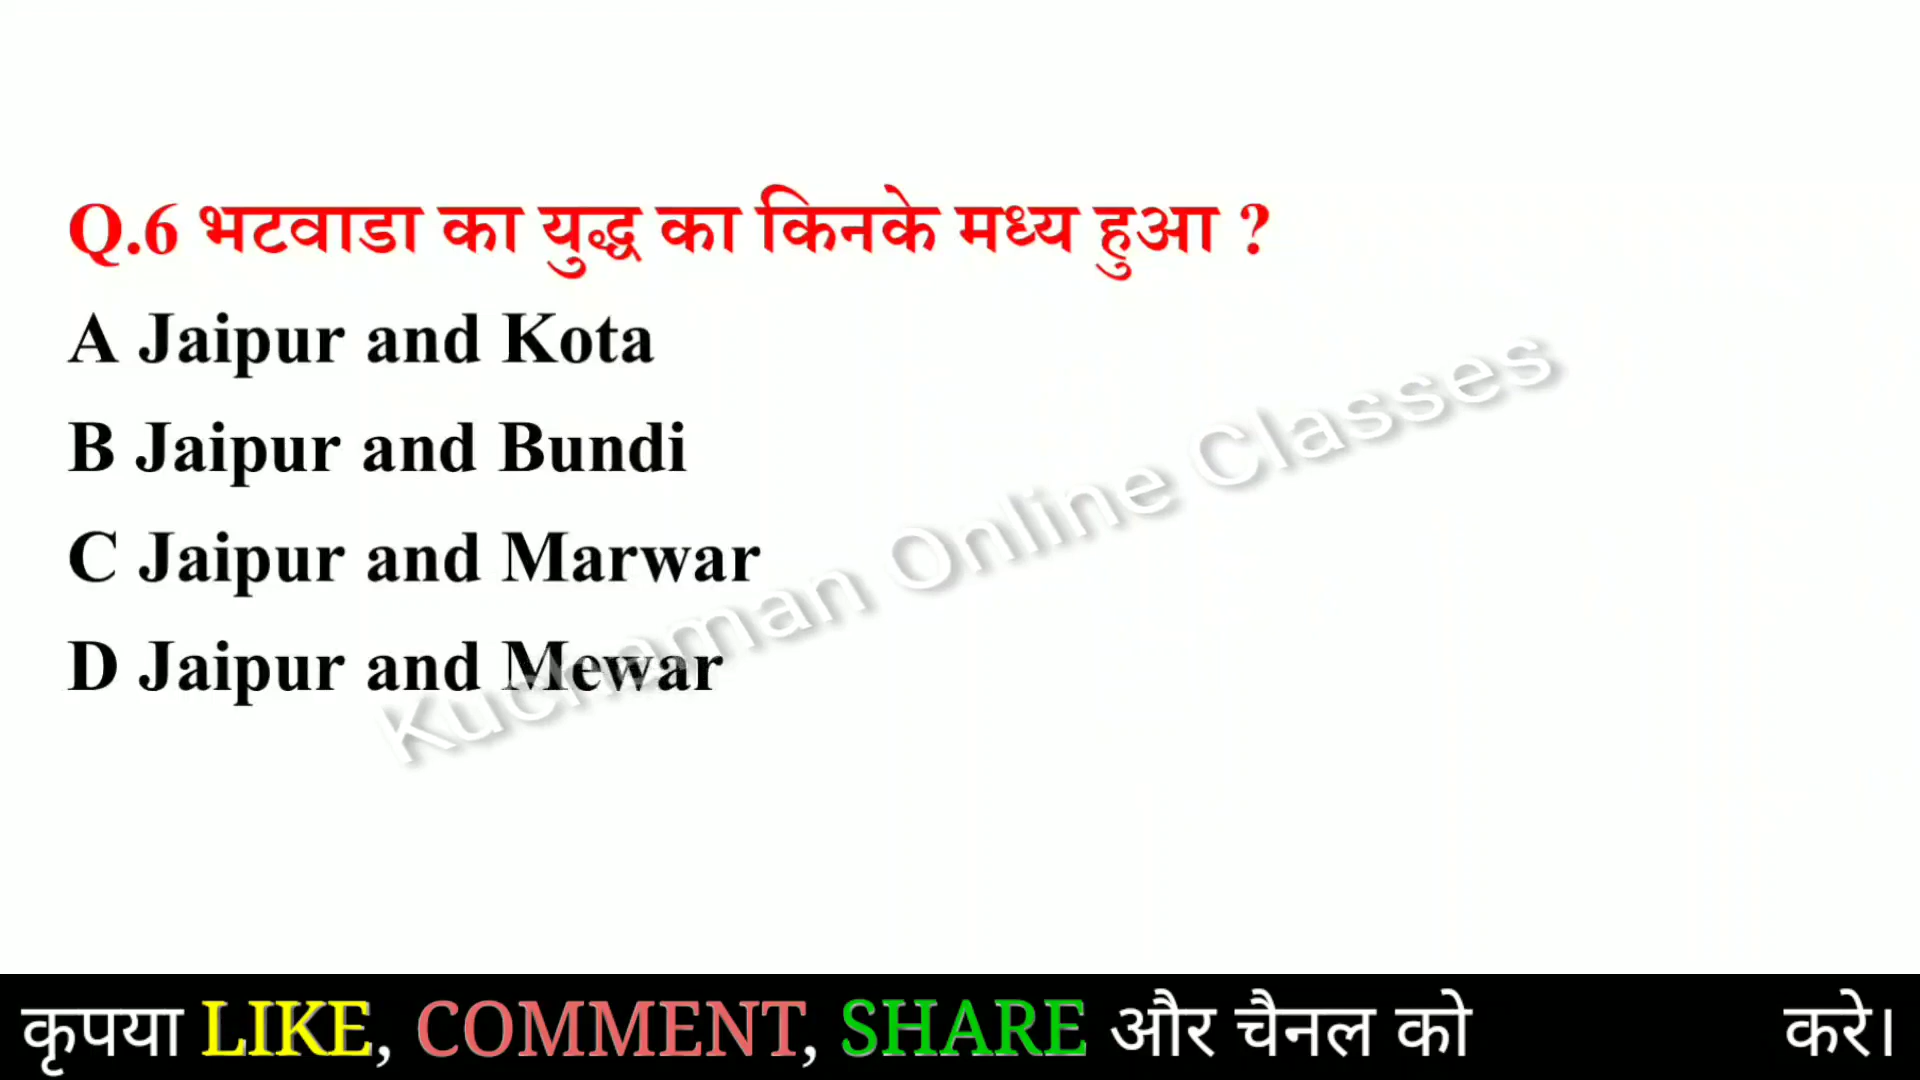 Q.6 भटवाडा का युद्ध का किनके मध्य हुआ ?
A Jaipur and Kota
B Jaipur and Bundi
C Jaipur and Marwar
D Jaipur and Mewar
Kuchaman Online Classes
कृपया LIKE, COMMENT, SHARE और चैनल को करे।